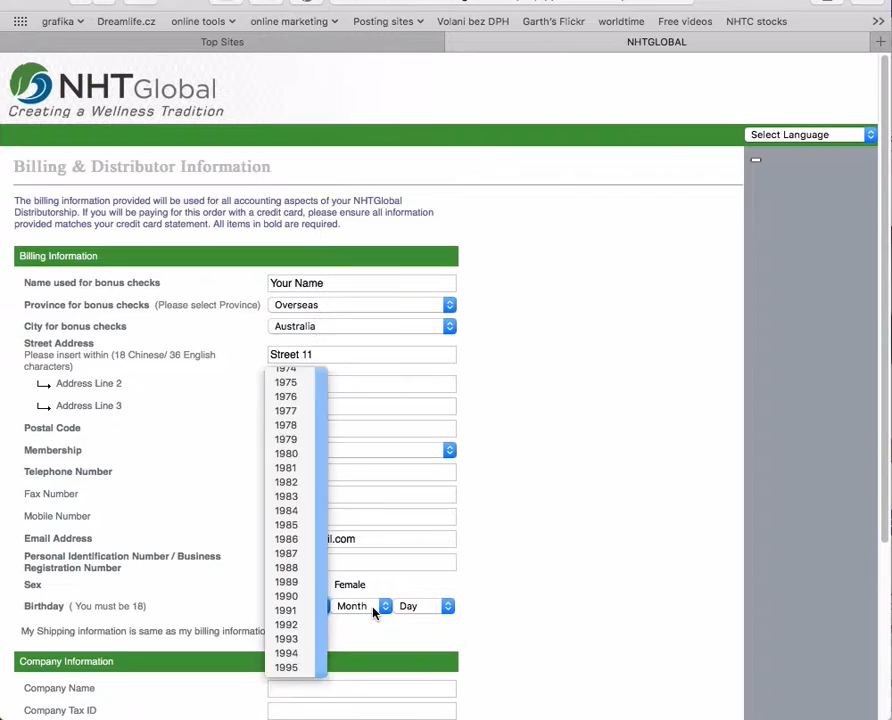 grafika Dreamlife.cz online tools online marketing Posting sites Volani bez DPH Garth's Flickr worldtime Free videos NHTC stocks >>
Top Sites NHTGLOBAL +
NHTGlobal
Creating a Wellness Tradition
Select Language
Billing & Distributor Information
The billing information provided will be used for all accounting aspects of your NHTGlobal
Distributorship. If you will be paying for this order with a credit card, please ensure all information
provided matches your credit card statement. All items in bold are required.
Billing Information
Name used for bonus checks Your Name
Province for bonus checks (Please select Province) Overseas
City for bonus checks Australia
Street Address
Please insert within (18 Chinese/ 36 English
characters)
Street 11
1974
Address Line 2
1975
1976
Address Line 3
1977
Postal Code
1978
1979
Membership
1980
Telephone Number
1981
1982
Fax Number
1983
Mobile Number
1984
1985
Email Address
1986 il.com
Personal Identification Number / Business
Registration Number
1987
1988
Sex
1989 Female
1990
Birthday ( You must be 18)
1991 Month Day
1992
My Shipping information is same as my billing informatio
1993
1994
Company Information
1995
Company Name
Company Tax ID